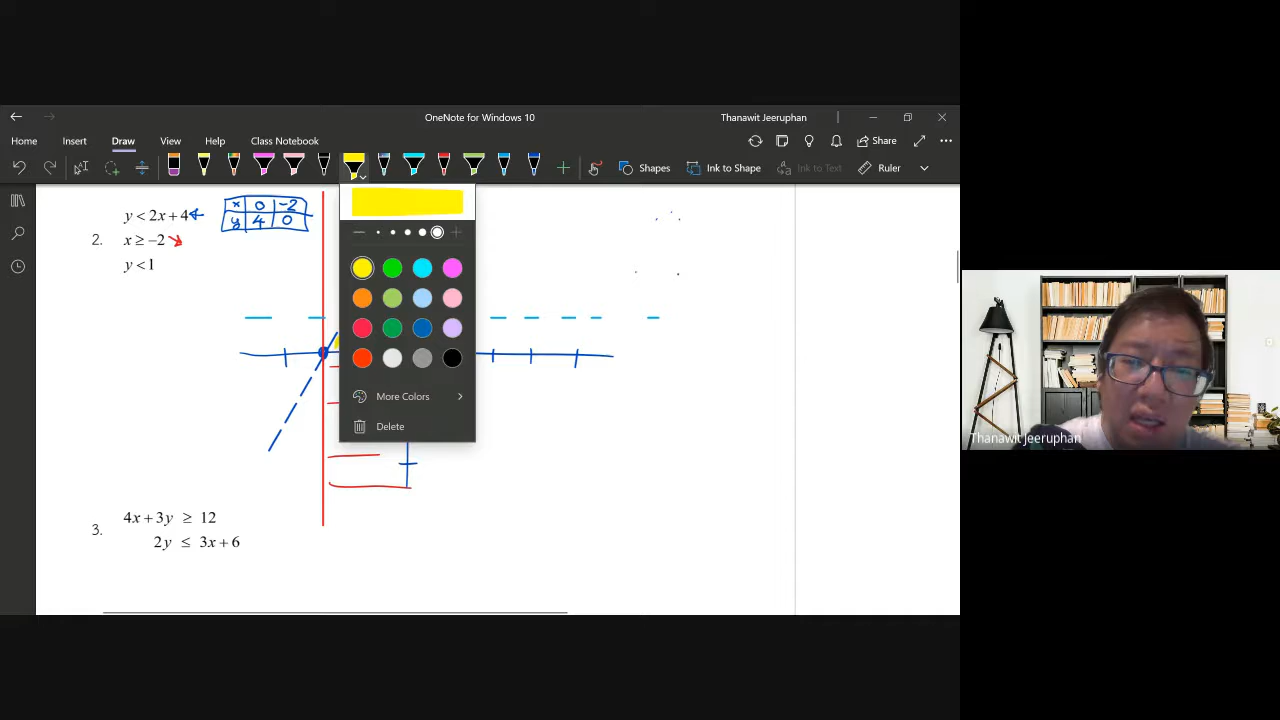 OneNote for Windows 10
Thanawit Jeeruphan
Home Insert Draw View Help Class Notebook
Share
Shapes
Ink to Shape
Ink to Text
Ruler
y < 2x + 4
x 0 -2
y 4 0
2. x ≥ −2
y < 1
More Colors
Delete
3. 4x + 3y ≥ 12
2y ≤ 3x + 6
Thanawit Jeeruphan